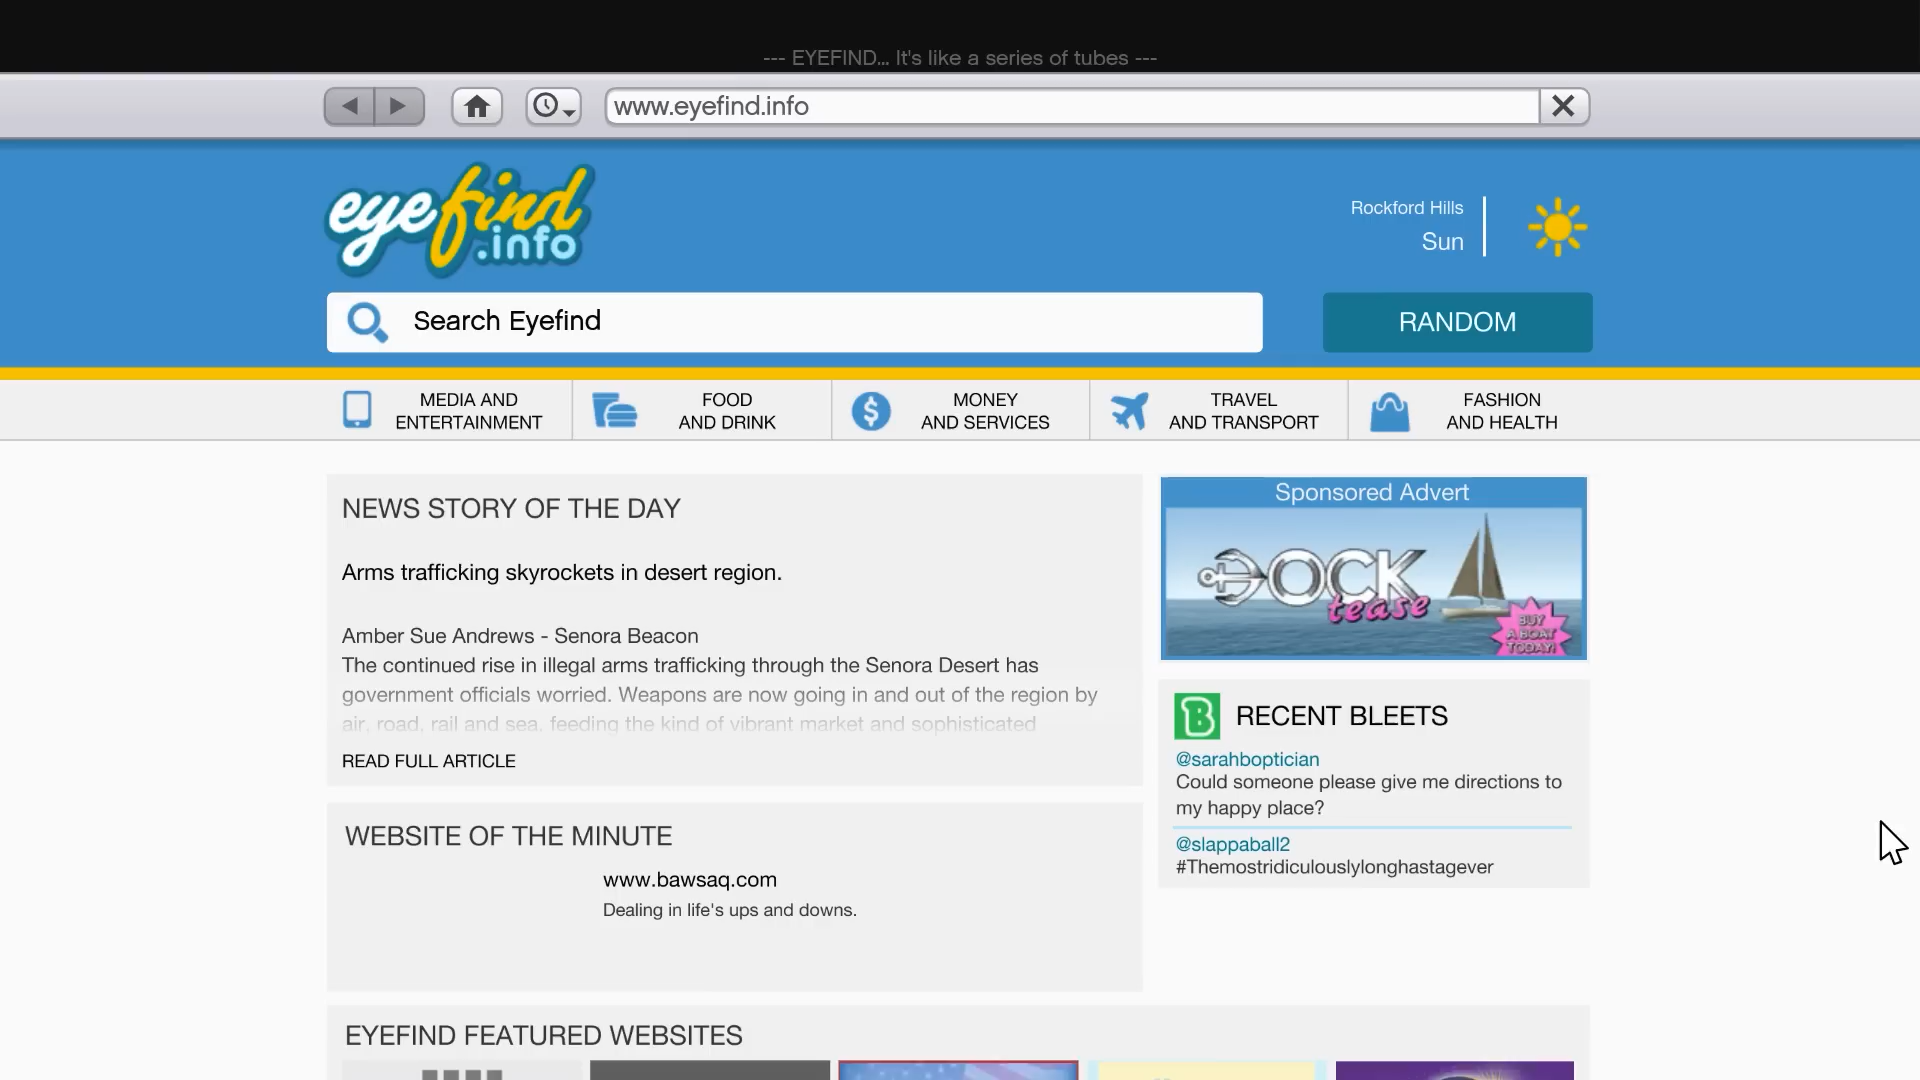 --- EYEFIND... It's like a series of tubes ---
www.eyefind.info
eyefind
.info
Rockford Hills
Sun
Search Eyefind
RANDOM
MEDIA AND
ENTERTAINMENT
FOOD
AND DRINK
MONEY
AND SERVICES
TRAVEL
AND TRANSPORT
FASHION
AND HEALTH
NEWS STORY OF THE DAY
Arms trafficking skyrockets in desert region.
Amber Sue Andrews - Senora Beacon
The continued rise in illegal arms trafficking through the Senora Desert has
government officials worried. Weapons are now going in and out of the region by
air, road, rail and sea, feeding the kind of vibrant market and sophisticated
READ FULL ARTICLE
Sponsored Advert
DOCK
tease
BUY
A BOAT
TODAY!
B RECENT BLEETS
@sarahboptician
Could someone please give me directions to
my happy place?
@slappaball2
#Themostridiculouslylonghastagever
WEBSITE OF THE MINUTE
www.bawsaq.com
Dealing in life's ups and downs.
EYEFIND FEATURED WEBSITES